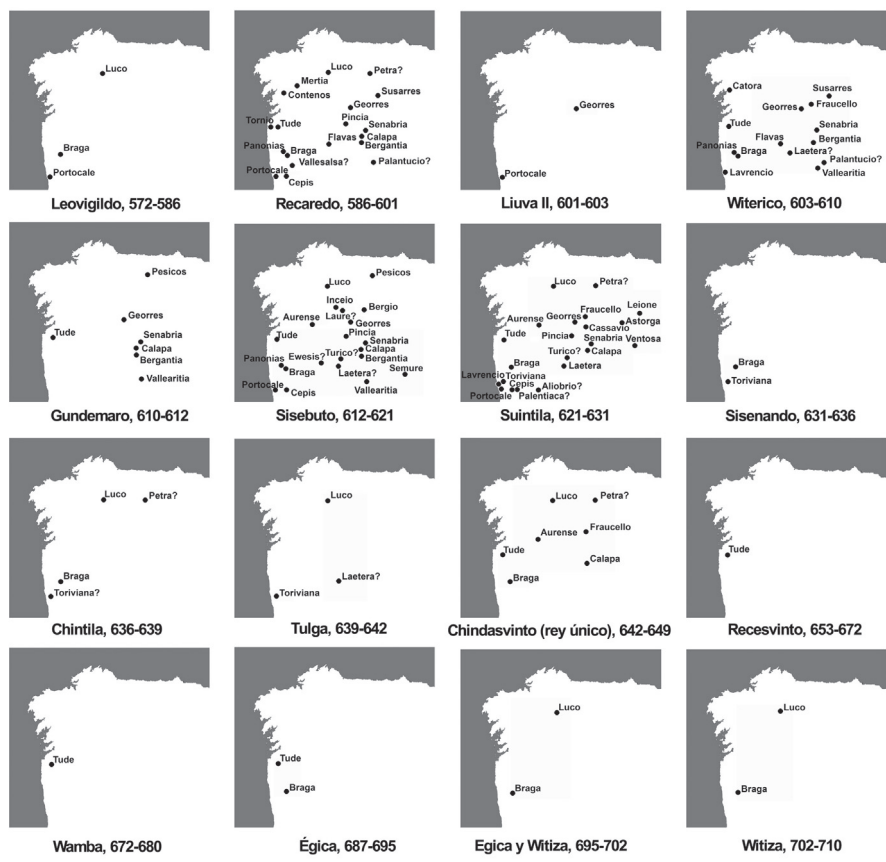 Luco
Braga
Portocale
Leovigildo, 572-586
Luco
Petra?
Mertia
Contenos
Susarres
Georres
Pincia
Tornio
Tude
Senabria
Flavas
Calapa
Bergantia
Panonias
Braga
Vallesalsa?
Palantucio?
Portocale
Cepis
Recaredo, 586-601
Georres
Portocale
Liuva II, 601-603
Catora
Susarres
Georres
Fraucello
Tude
Senabria
Flavas
Bergantia
Panonias
Braga
Laetera?
Palantucio?
Lavrencio
Vallearitia
Witerico, 603-610
Pesicos
Georres
Tude
Senabria
Calapa
Bergantia
Vallearitia
Gundemaro, 610-612
Pesicos
Luco
Inceio
Bergio
Aurense
Laure?
Georres
Tude
Pincia
Senabria
Turico?
Calapa
Panonias
Ewesis?
Bergantia
Braga
Laetera?
Semure
Portocale
Cepis
Vallearitia
Sisebuto, 612-621
Luco
Petra?
Leione
Fraucello
Georres
Aurense
Astorga
Cassavio
Tude
Pincia
Senabria
Ventosa
Turico?
Calapa
Braga
Laetera
Lavrencio
Toriviana
Cepis
Aliobrio?
Portocale
Palentiaca?
Suintila, 621-631
Braga
Toriviana
Sisenando, 631-636
Luco
Petra?
Braga
Toriviana?
Chintila, 636-639
Luco
Laetera?
Toriviana
Tulga, 639-642
Luco
Petra?
Fraucello
Aurense
Tude
Calapa
Braga
Chindasvinto (rey único), 642-649
Tude
Recesvinto, 653-672
Tude
Wamba, 672-680
Tude
Braga
Égica, 687-695
Luco
Braga
Egica y Witiza, 695-702
Luco
Braga
Witiza, 702-710